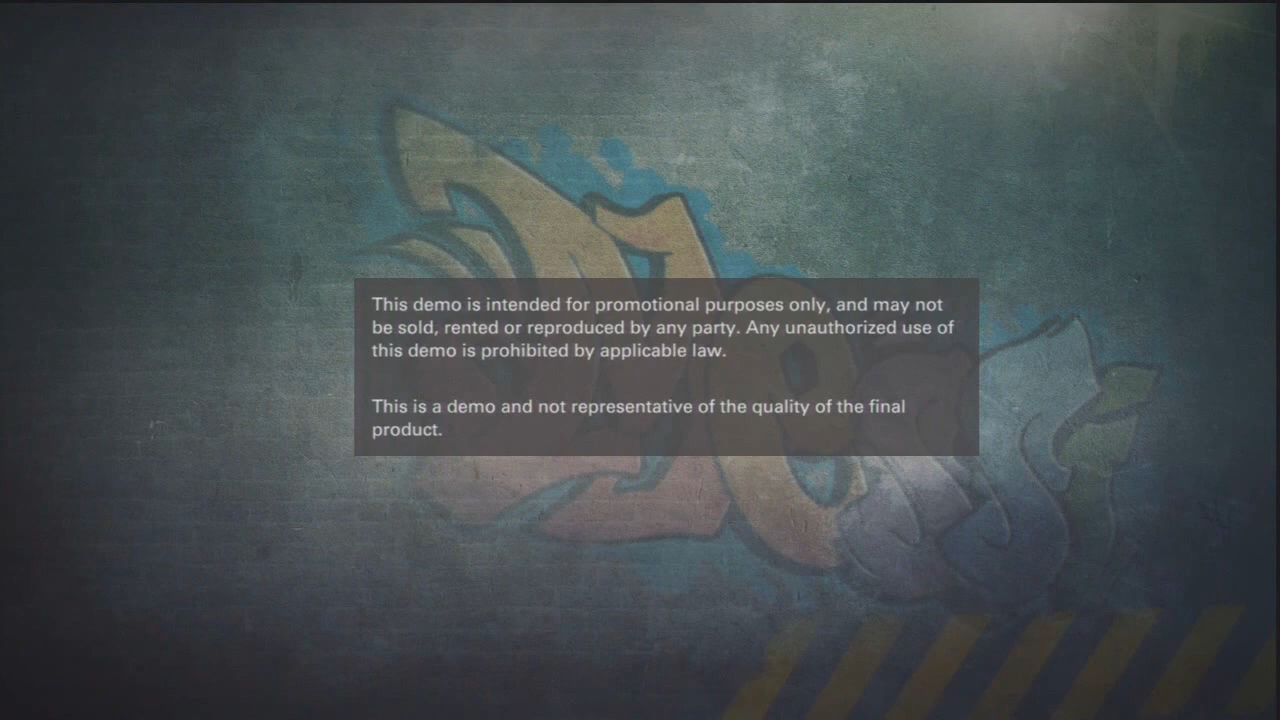 This demo is intended for promotional purposes only, and may not
be sold, rented or reproduced by any party. Any unauthorized use of
this demo is prohibited by applicable law.
This is a demo and not representative of the quality of the final
product.